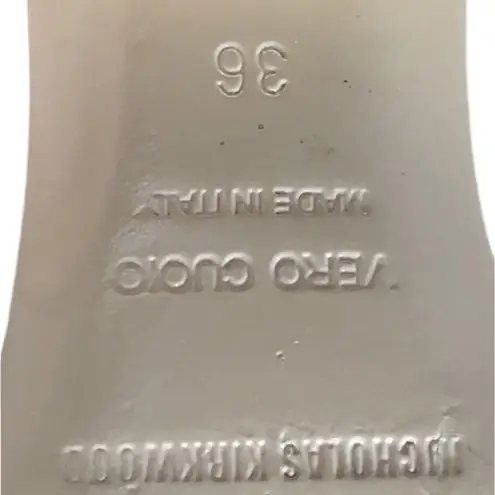 NICHOLAS KIRKWOOD
VERO CUOIO
MADE IN ITALY
36